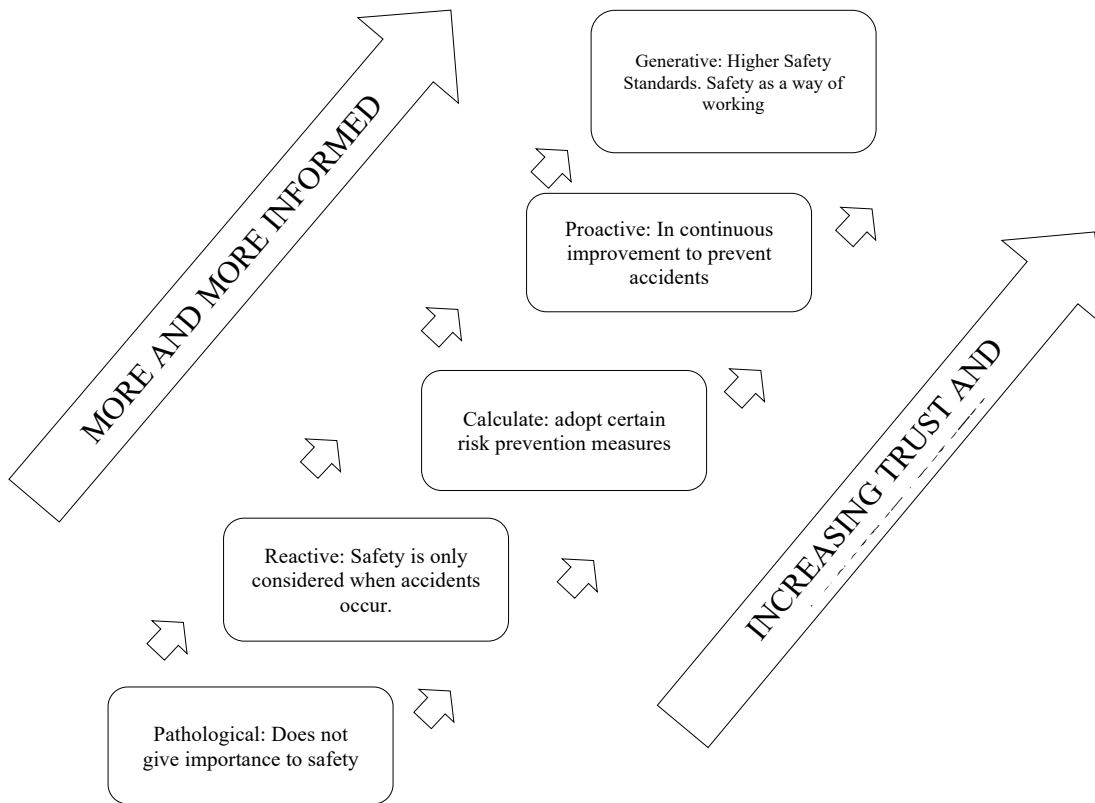 MORE AND MORE INFORMED
Generative: Higher Safety
Standards. Safety as a way of
working
Proactive: In continuous
improvement to prevent
accidents
Calculate: adopt certain
risk prevention measures
Reactive: Safety is only
considered when accidents
occur.
Pathological: Does not
give importance to safety
INCREASING TRUST AND